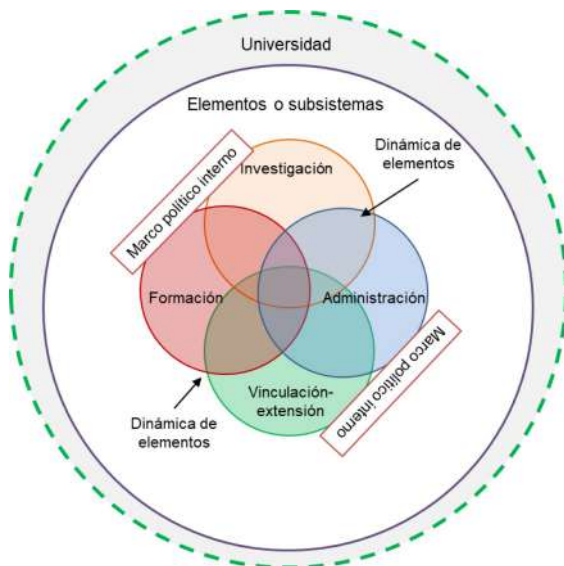 Universidad
Elementos o subsistemas
Marco político interno
Investigación
Dinámica de
elementos
Formación
Administración
Marco político interno
Vinculación-
extensión
Dinámica de
elementos